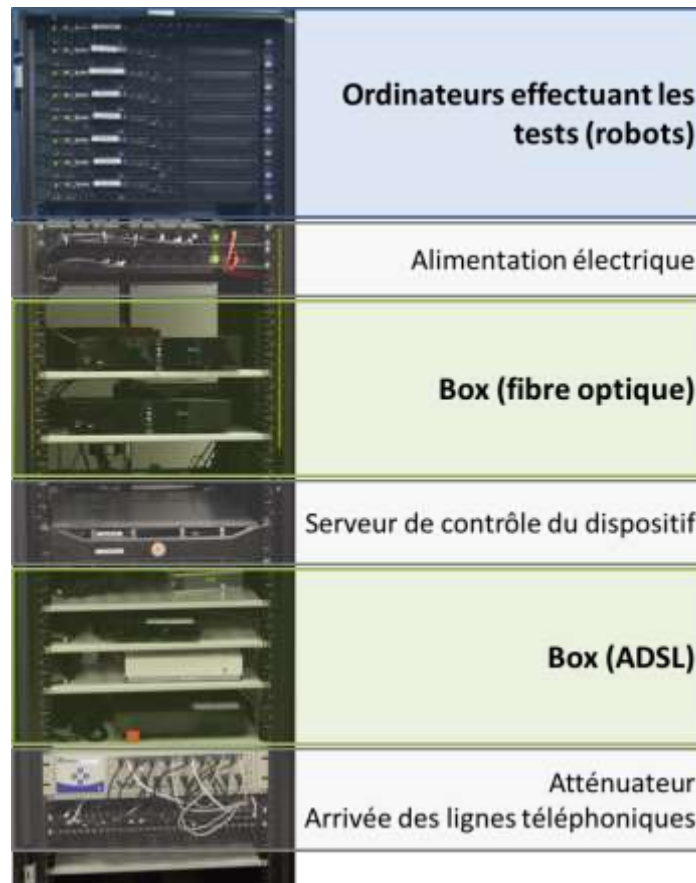 Ordinateurs effectuant les
tests (robots)
Alimentation électrique
Box (fibre optique)
Serveur de contrôle du dispositif
Box (ADSL)
Atténuateur
Arrivée des lignes téléphoniques